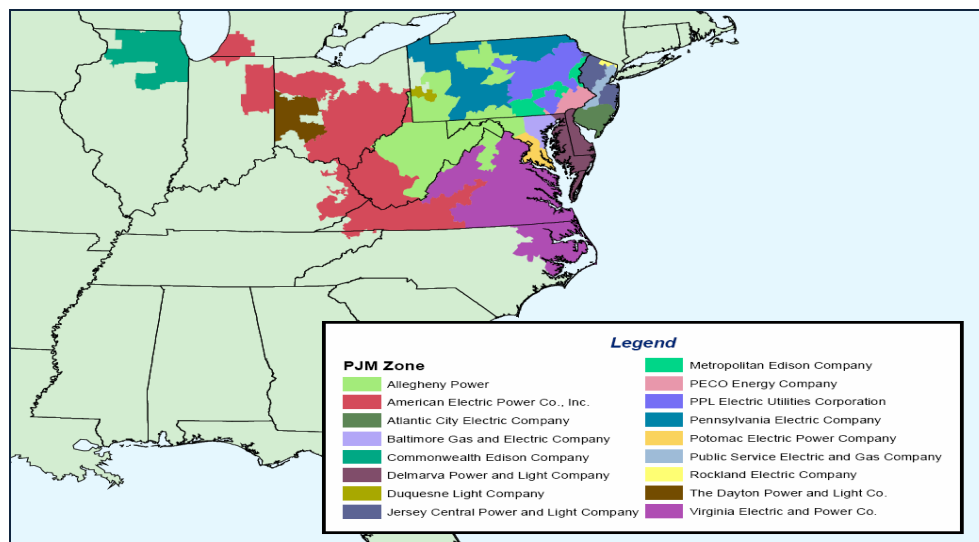 Legend
PJM Zone
Allegheny Power
American Electric Power Co., Inc.
Atlantic City Electric Company
Baltimore Gas and Electric Company
Commonwealth Edison Company
Delmarva Power and Light Company
Duquesne Light Company
Jersey Central Power and Light Company
Metropolitan Edison Company
PECO Energy Company
PPL Electric Utilities Corporation
Pennsylvania Electric Company
Potomac Electric Power Company
Public Service Electric and Gas Company
Rockland Electric Company
The Dayton Power and Light Co.
Virginia Electric and Power Co.